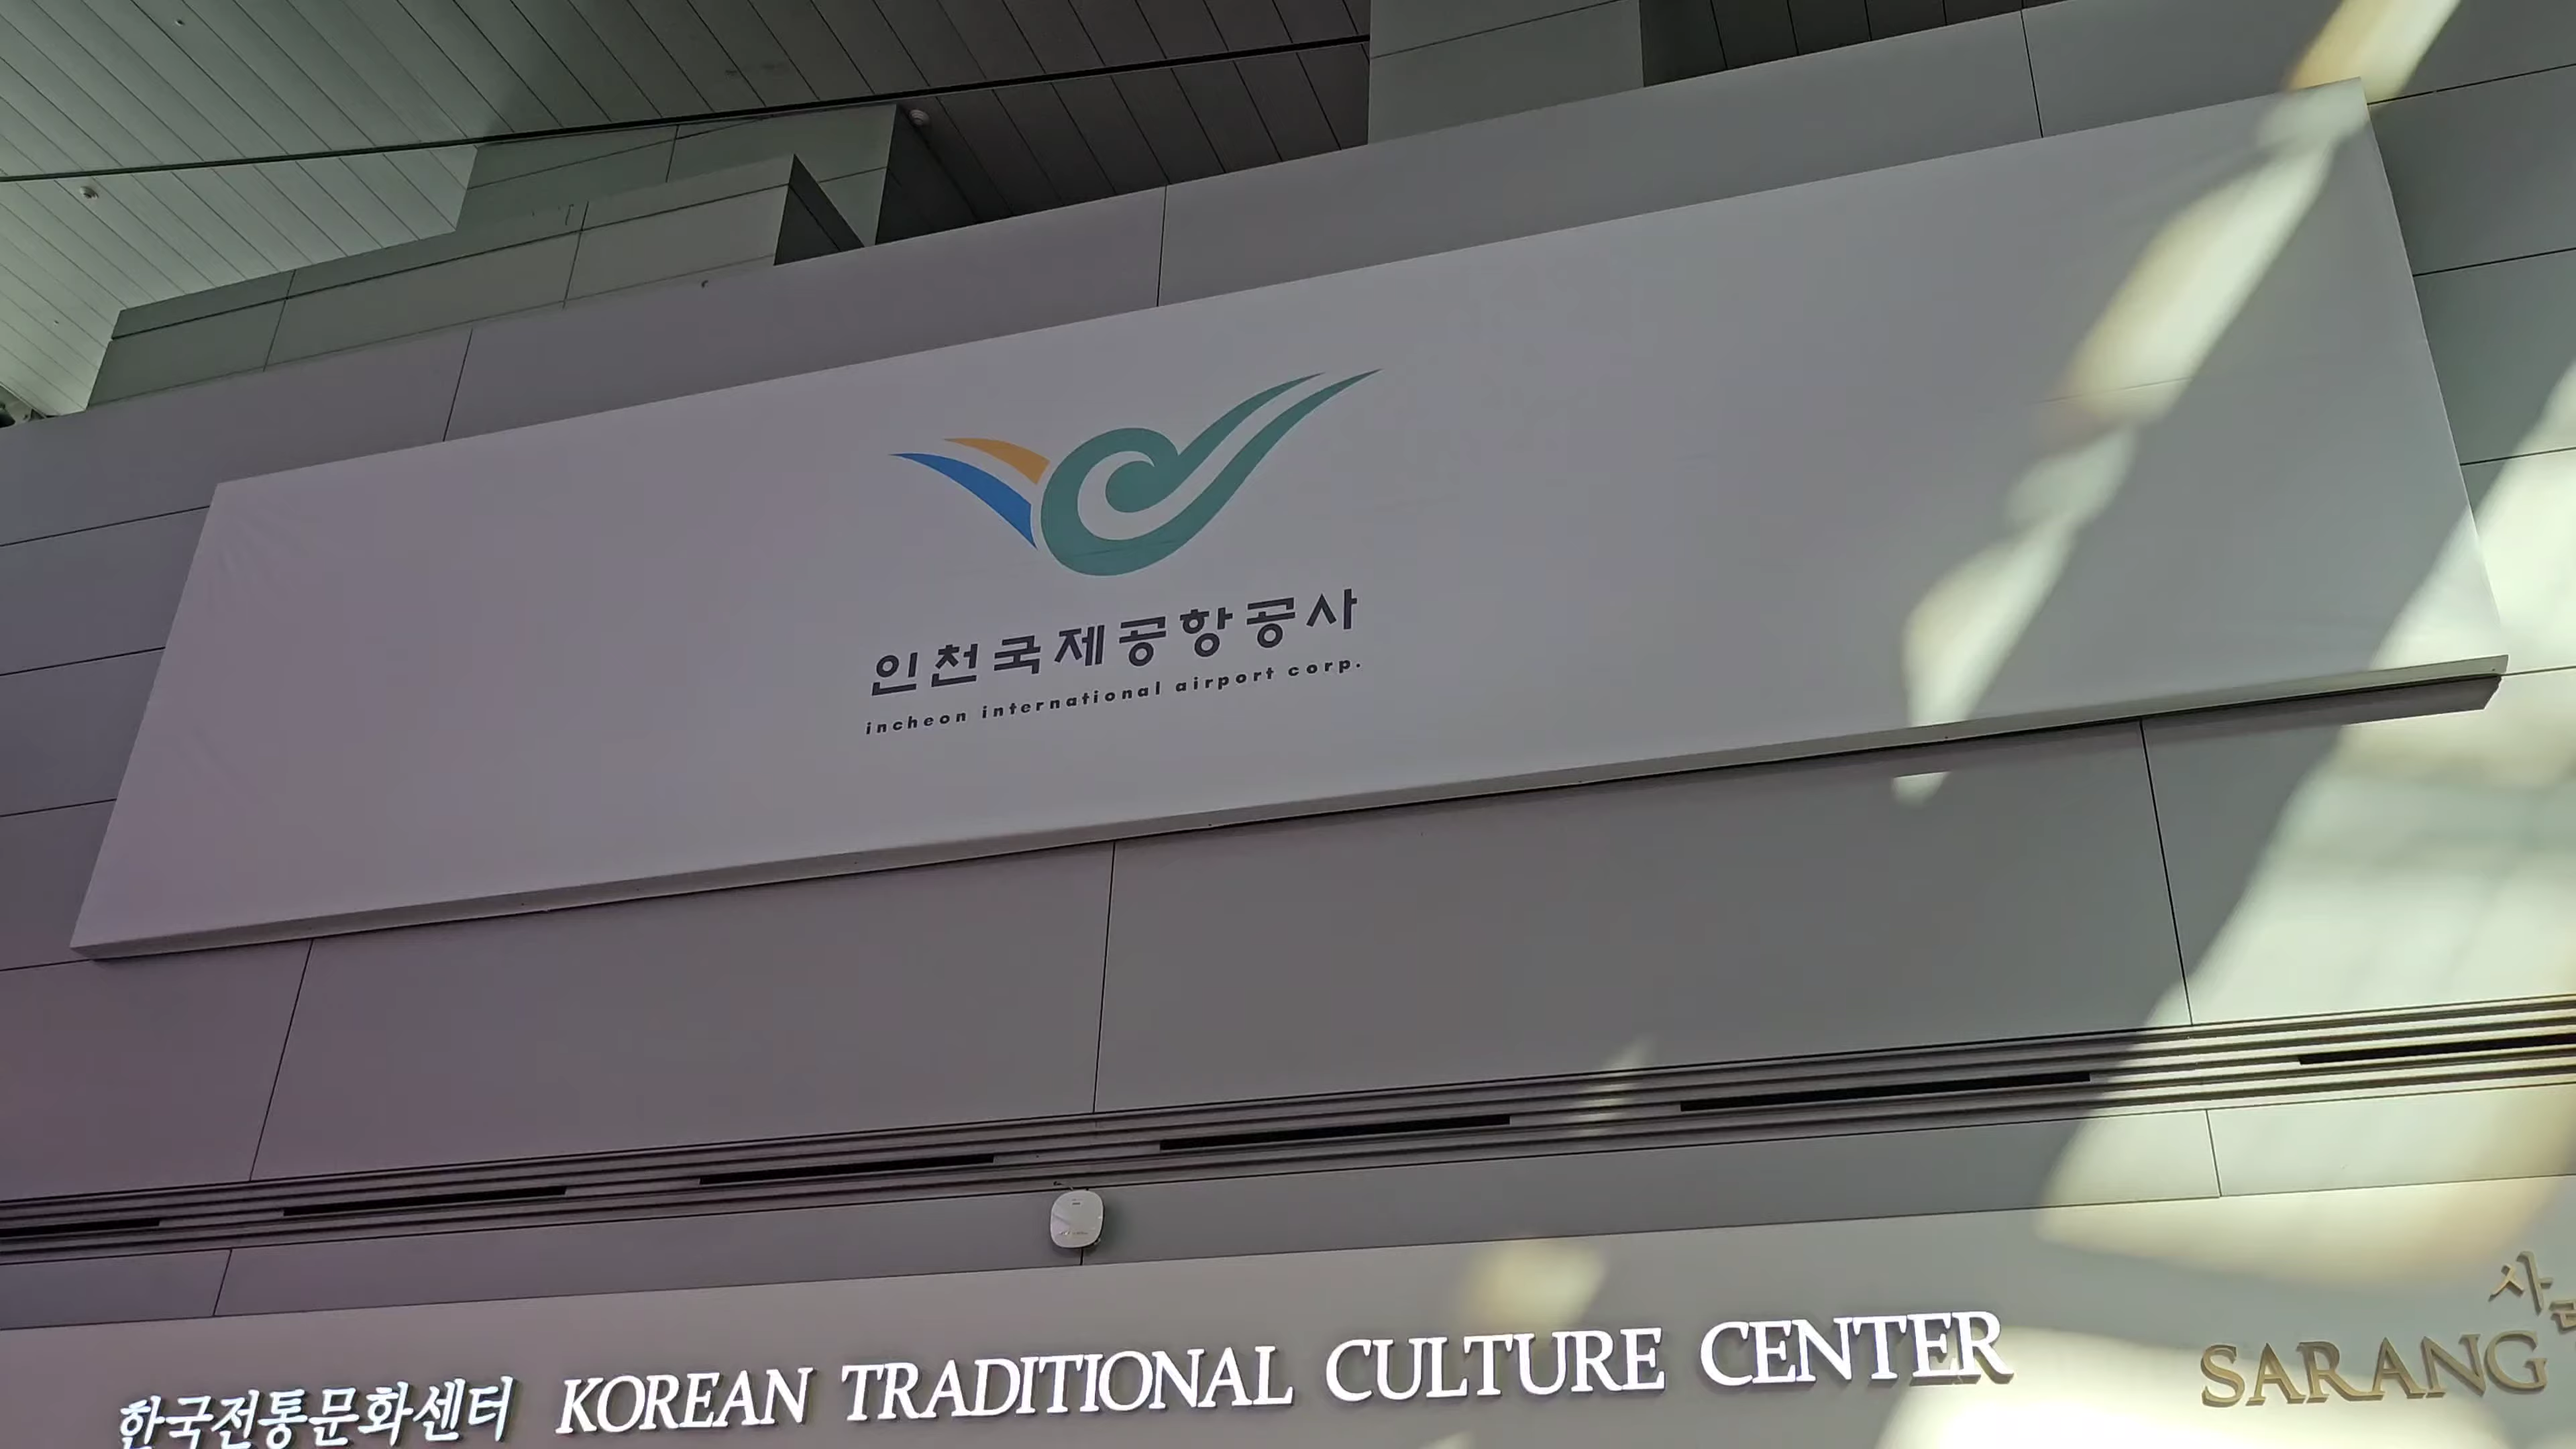 인천국제공항공사
incheon international airport corp.
한국전통문화센터 KOREAN TRADITIONAL CULTURE CENTER
SARANG